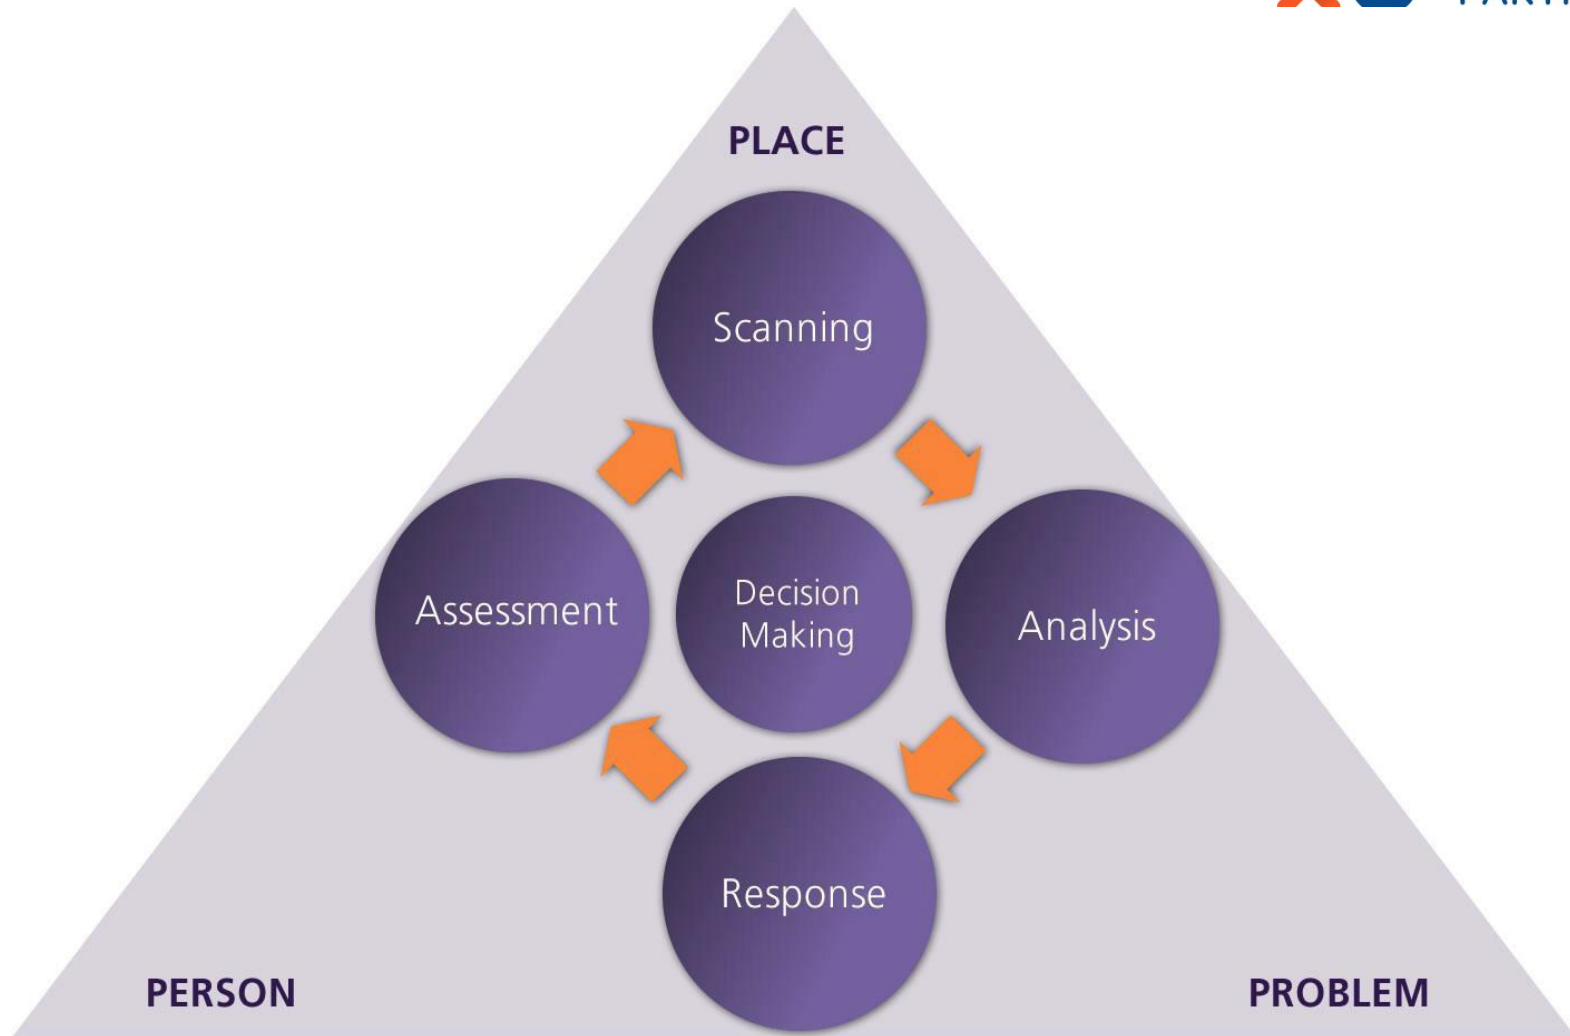 PLACE
Scanning
Assessment
Decision
Making
Analysis
Response
PERSON
PROBLEM